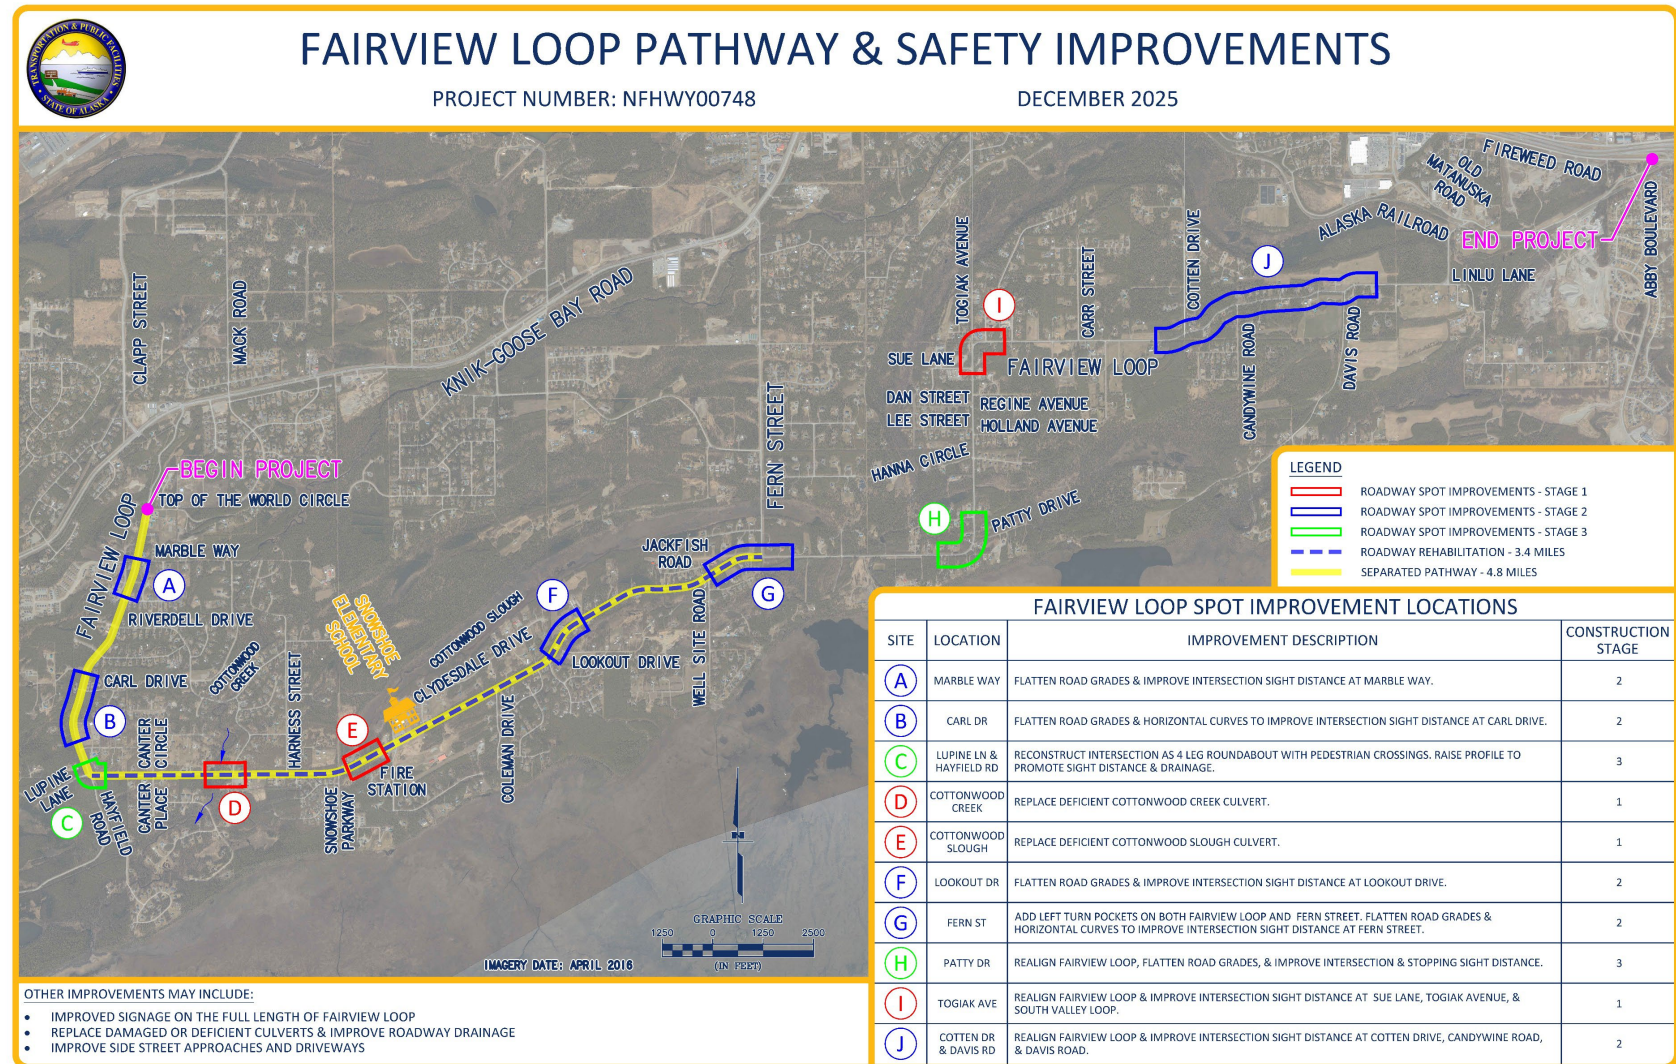 FAIRVIEW LOOP PATHWAY & SAFETY IMPROVEMENTS
PROJECT NUMBER: NFHWY00748
DECEMBER 2025
TRANSPORTATION & PUBLIC FACILITIES
STATE OF ALASKA
FIREWEED ROAD
OLD
MATANUSKA
ROAD
ALASKA RAILROAD
END PROJECT
ABBY BOULEVARD
LINLU LANE
J
COTTEN DRIVE
TOGIAK AVENUE
CARR STREET
I
CLAPP STREET
MACK ROAD
KNIK-GOOSE BAY ROAD
SUE LANE
FAIRVIEW LOOP
CANDYWINE ROAD
DAVIS ROAD
DAN STREET
REGINE AVENUE
LEE STREET
HOLLAND AVENUE
FERN STREET
HANNA CIRCLE
H
PATTY DRIVE
BEGIN PROJECT
TOP OF THE WORLD CIRCLE
FAIRVIEW LOOP
MARBLE WAY
A
RIVERDELL DRIVE
JACKFISH
ROAD
G
F
SNOWSHOE
ELEMENTARY
SCHOOL
COTTONWOOD SLOUGH
CLYDESDALE DRIVE
LOOKOUT DRIVE
WELL SITE ROAD
CARL DRIVE
COTTONWOOD
CREEK
B
CANTER
CIRCLE
HARNESS STREET
E
FIRE
STATION
COLEMAN DRIVE
LUPINE
LANE
C
HAYFIELD
ROAD
CANTER
PLACE
D
SNOWSHOE
PARKWAY
GRAPHIC SCALE
1250 0 1250 2500
(IN FEET)
IMAGERY DATE: APRIL 2016
LEGEND
ROADWAY SPOT IMPROVEMENTS - STAGE 1
ROADWAY SPOT IMPROVEMENTS - STAGE 2
ROADWAY SPOT IMPROVEMENTS - STAGE 3
ROADWAY REHABILITATION - 3.4 MILES
SEPARATED PATHWAY - 4.8 MILES
FAIRVIEW LOOP SPOT IMPROVEMENT LOCATIONS
SITE LOCATION IMPROVEMENT DESCRIPTION CONSTRUCTION STAGE
A MARBLE WAY FLATTEN ROAD GRADES & IMPROVE INTERSECTION SIGHT DISTANCE AT MARBLE WAY. 2
B CARL DR FLATTEN ROAD GRADES & HORIZONTAL CURVES TO IMPROVE INTERSECTION SIGHT DISTANCE AT CARL DRIVE. 2
C LUPINE LN & HAYFIELD RD RECONSTRUCT INTERSECTION AS 4 LEG ROUNDABOUT WITH PEDESTRIAN CROSSINGS. RAISE PROFILE TO
PROMOTE SIGHT DISTANCE & DRAINAGE. 3
D COTTONWOOD CREEK REPLACE DEFICIENT COTTONWOOD CREEK CULVERT. 1
E COTTONWOOD SLOUGH REPLACE DEFICIENT COTTONWOOD SLOUGH CULVERT. 1
F LOOKOUT DR FLATTEN ROAD GRADES & IMPROVE INTERSECTION SIGHT DISTANCE AT LOOKOUT DRIVE. 2
G FERN ST ADD LEFT TURN POCKETS ON BOTH FAIRVIEW LOOP AND FERN STREET. FLATTEN ROAD GRADES &
HORIZONTAL CURVES TO IMPROVE INTERSECTION SIGHT DISTANCE AT FERN STREET. 2
H PATTY DR REALIGN FAIRVIEW LOOP, FLATTEN ROAD GRADES, & IMPROVE INTERSECTION & STOPPING SIGHT DISTANCE. 3
I TOGIAK AVE REALIGN FAIRVIEW LOOP & IMPROVE INTERSECTION SIGHT DISTANCE AT SUE LANE, TOGIAK AVENUE, &
SOUTH VALLEY LOOP. 1
J COTTEN DR & DAVIS RD REALIGN FAIRVIEW LOOP & IMPROVE INTERSECTION SIGHT DISTANCE AT COTTEN DRIVE, CANDYWINE ROAD,
& DAVIS ROAD. 2
OTHER IMPROVEMENTS MAY INCLUDE:
• IMPROVED SIGNAGE ON THE FULL LENGTH OF FAIRVIEW LOOP
• REPLACE DAMAGED OR DEFICIENT CULVERTS & IMPROVE ROADWAY DRAINAGE
• IMPROVE SIDE STREET APPROACHES AND DRIVEWAYS